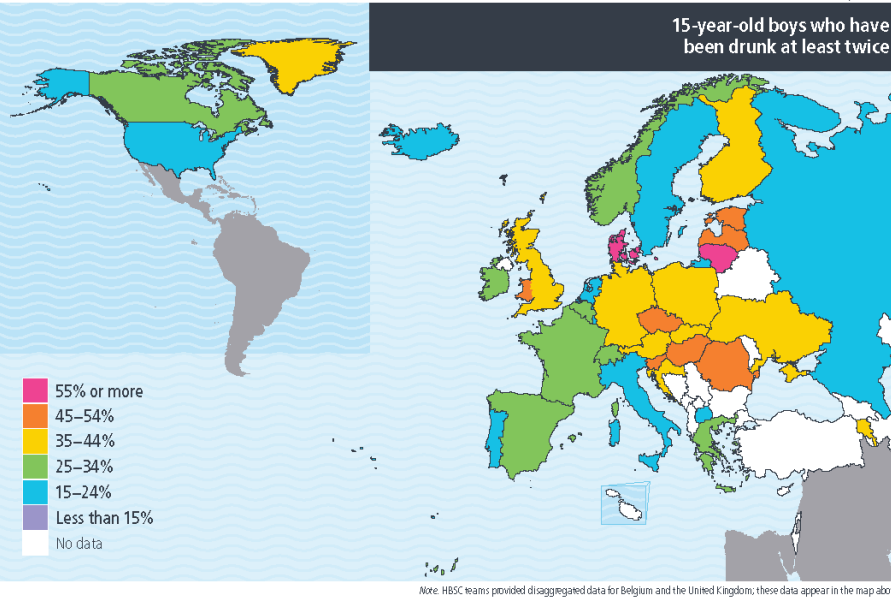 15-year-old boys who have
been drunk at least twice
55% or more
45–54%
35–44%
25–34%
15–24%
Less than 15%
No data
Note. HBSC teams provided disaggregated data for Belgium and the United Kingdom; these data appear in the map abo